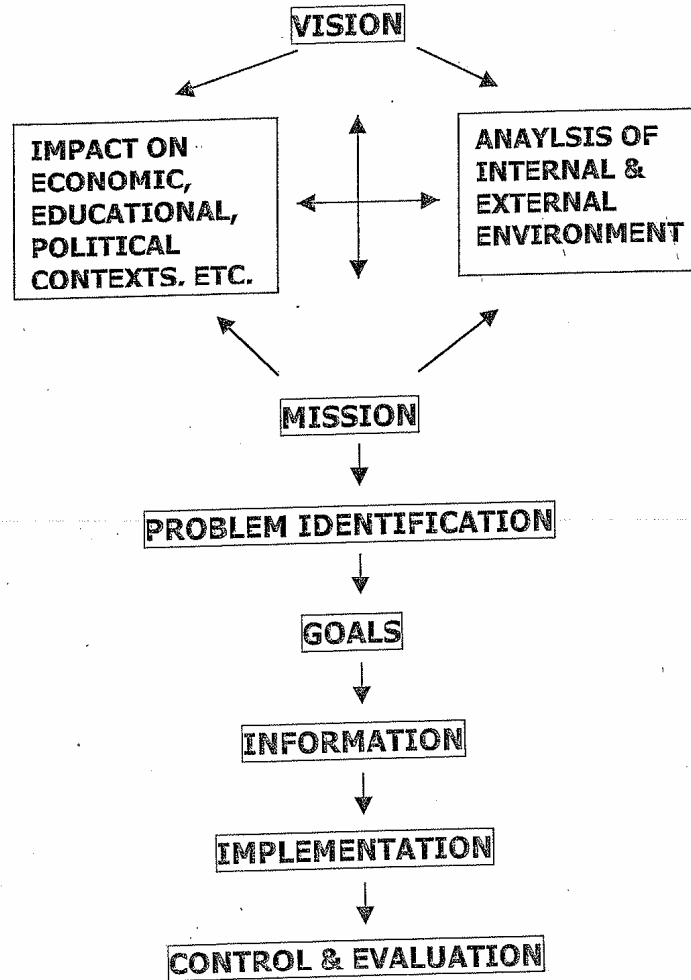 VISION
IMPACT ON
ECONOMIC,
EDUCATIONAL,
POLITICAL
CONTEXTS. ETC.
ANAYLSIS OF
INTERNAL &
EXTERNAL
ENVIRONMENT
MISSION
PROBLEM IDENTIFICATION
GOALS
INFORMATION
IMPLEMENTATION
CONTROL & EVALUATION